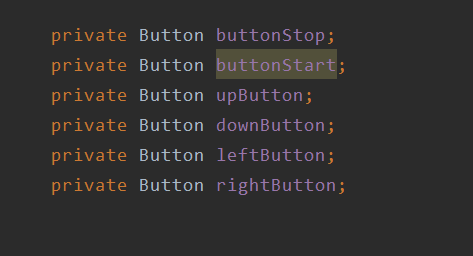 private Button buttonStop;
private Button buttonStart;
private Button upButton;
private Button downButton;
private Button leftButton;
private Button rightButton;